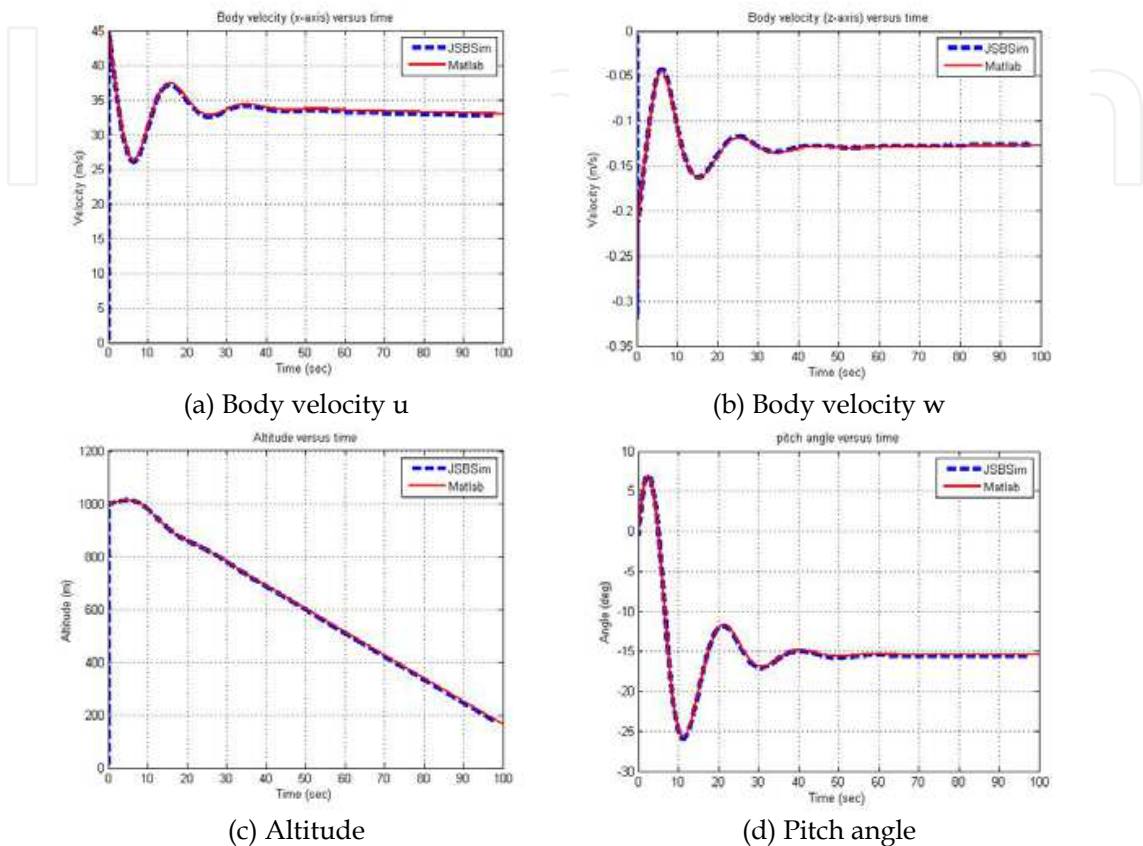 Body velocity (x-axis) versus time
45
40
35
30
25
20
15
10
5
0
Velocity (m/s)
JSBSim
Matlab
0 10 20 30 40 50 60 70 80 90 100
Time (sec)
(a) Body velocity u
Body velocity (z-axis) versus time
0
-0.05
-0.1
-0.15
-0.2
-0.25
-0.3
-0.35
Velocity (m/s)
JSBSim
Matlab
0 10 20 30 40 50 60 70 80 90 100
Time (sec)
(b) Body velocity w
Altitude versus time
1200
1000
800
600
400
200
0
Altitude (m)
JSBSim
Matlab
0 10 20 30 40 50 60 70 80 90 100
Time (sec)
(c) Altitude
pitch angle versus time
10
5
0
-5
-10
-15
-20
-25
-30
Angle (deg)
JSBSim
Matlab
0 10 20 30 40 50 60 70 80 90 100
Time (sec)
(d) Pitch angle